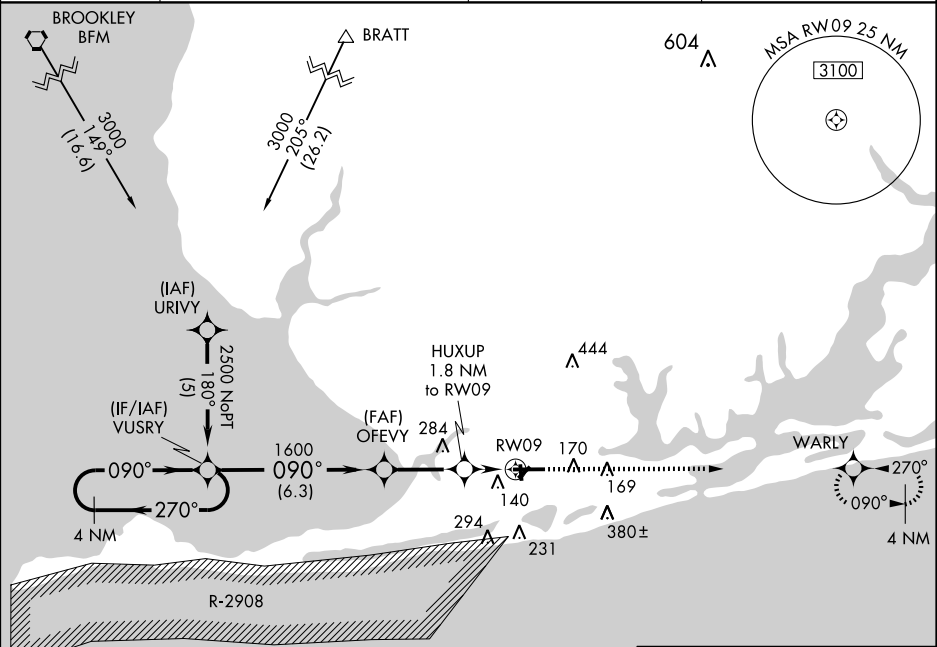 BROOKLEY
BFM
3000
149°
(16.6)
BRATT
3000
205°
(26.2)
604
MSA RW09 25 NM
3100
(IAF)
URIVY
2500 NoPT
180°
(5)
(IF/IAF)
VUSRY
HUXUP
1.8 NM
to RW09
444
(FAF)
OFEVY
284
RW09
170
WARLY
090°
1600
090°
(6.3)
270°
4 NM
140
169
270°
090°
4 NM
294
231
380±
R-2908